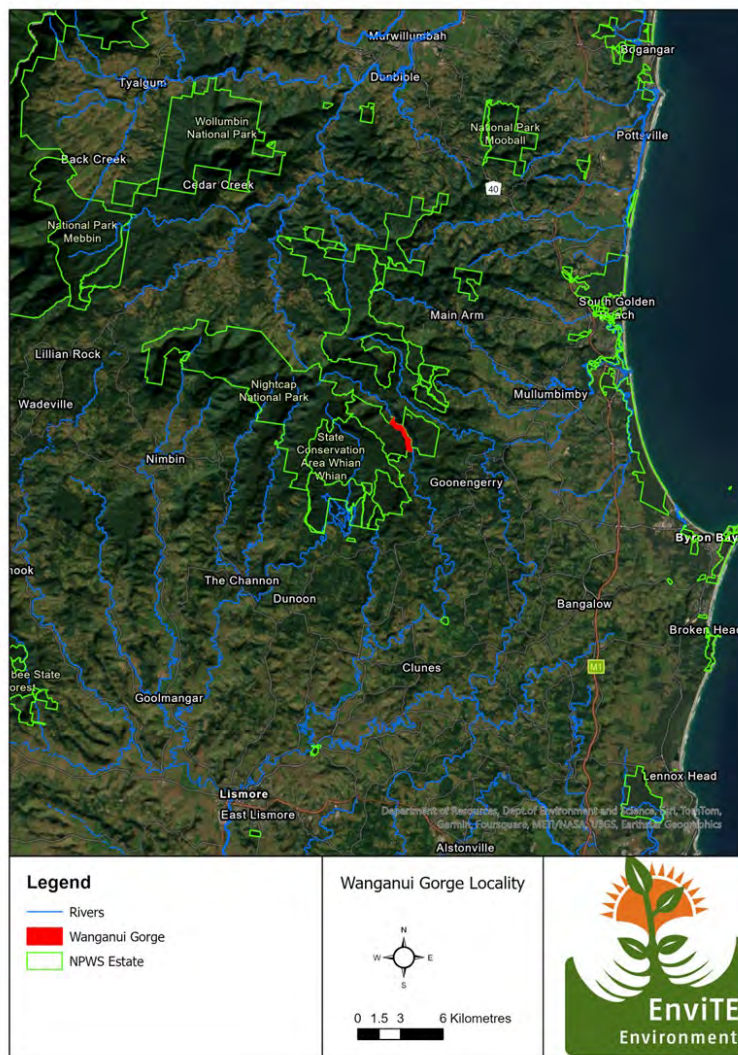 Murwillumbah
Bogangar
Tyalgum
Dunbible
Wollumbin
National Park
National Park
Mooball
Pottsville
Back Creek
Cedar Creek
40
National Park
Mebbin
South Golden
Beach
Main Arm
Lillian Rock
Nightcap
National Park
Wadeville
Mullumbimby
State
Conservation
Area Whian
Whian
Nimbin
Goonengerry
Byron Bay
nook
The Channon
Dunoon
Bangalow
Broken Head
Clunes
M1
bee State
orest
Goolmangar
Lennox Head
Lismore
East Lismore
Department of Resources, Dept of Environment and Science, Esri, TomTom,
Garmin, Foursquare, METI/NASA, USGS, Earthstar Geographics
Alstonville
Legend
Rivers
Wanganui Gorge
NPWS Estate
Wanganui Gorge Locality
N
W E
S
0 1.5 3 6 Kilometres
EnviTE
Environment